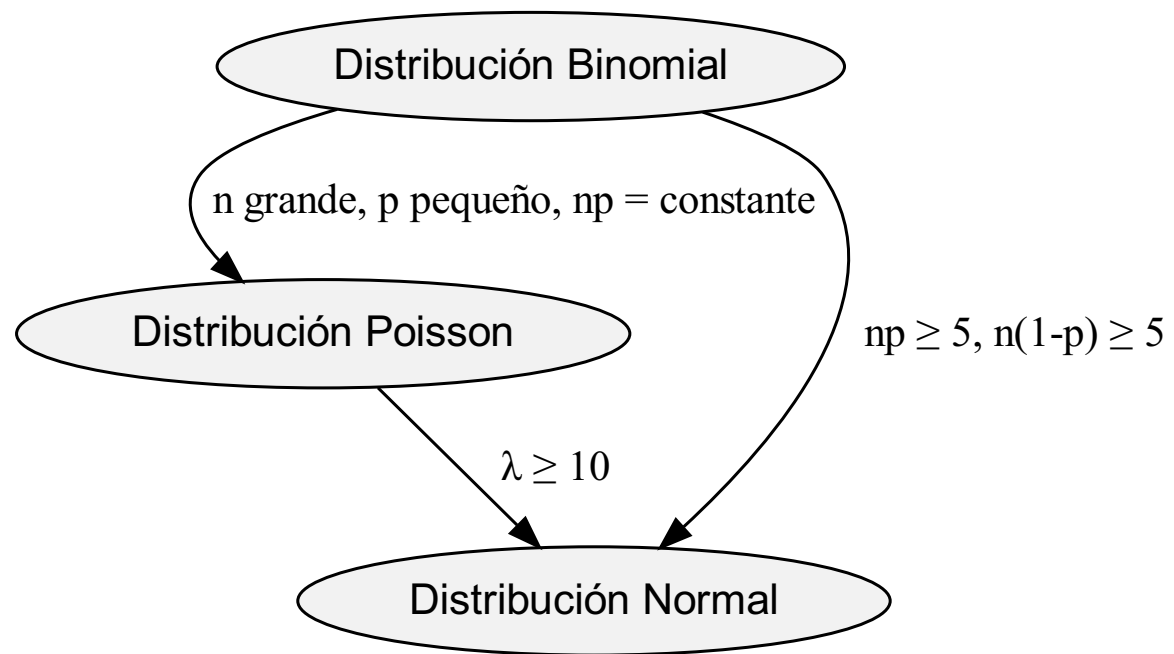 Distribución Binomial
n grande, p pequeño, np = constante
Distribución Poisson
np ≥ 5, n(1-p) ≥ 5
λ ≥ 10
Distribución Normal